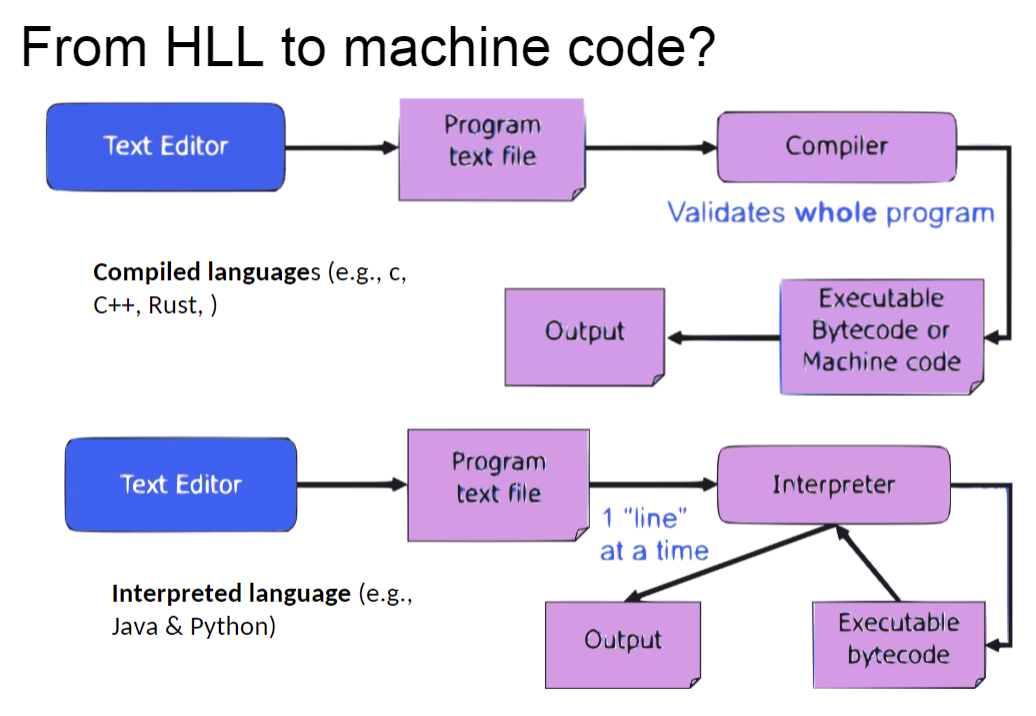 From HLL to machine code?
Text Editor
Program
text file
Compiler
Validates whole program
Compiled languages (e.g., c,
C++, Rust, )
Output
Executable
Bytecode or
Machine code
Text Editor
Program
text file
Interpreter
1 "line"
at a time
Interpreted language (e.g.,
Java & Python)
Output
Executable
bytecode